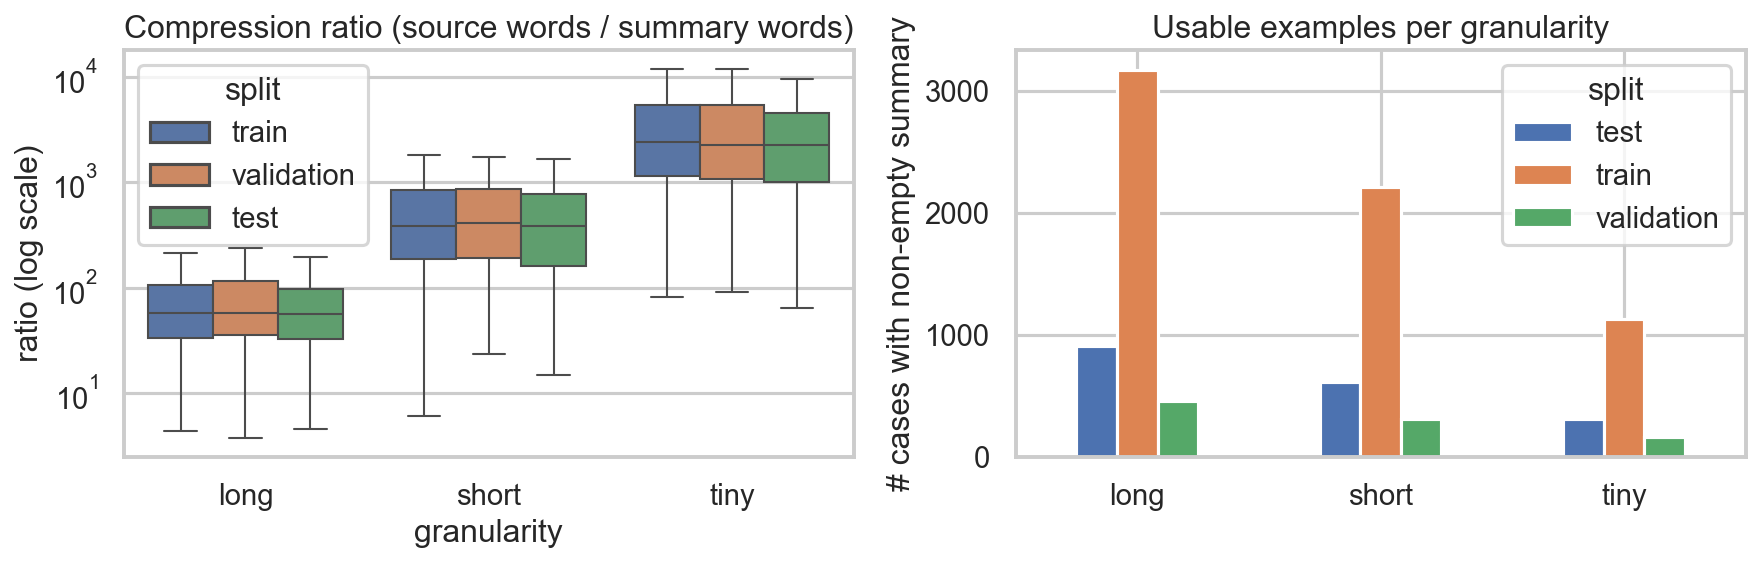 Compression ratio (source words / summary words)
ratio (log scale)
10^4
10^3
10^2
10^1
split
train
validation
test
long
short
tiny
granularity
Usable examples per granularity
# cases with non-empty summary
3000
2000
1000
0
split
test
train
validation
long
short
tiny